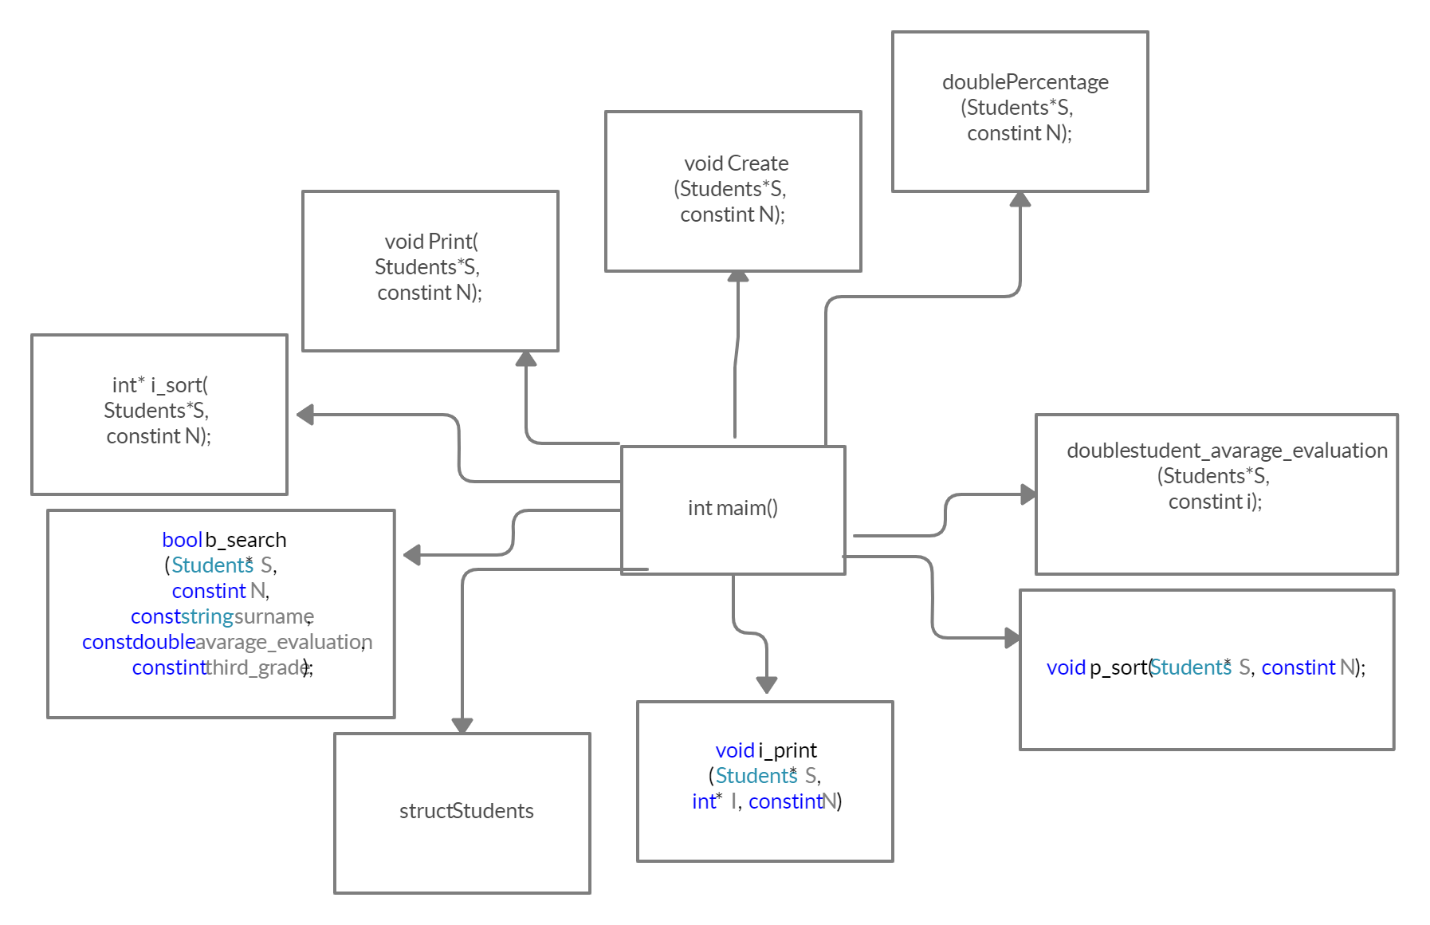 doublePercentage
(Students*S,
constint N);
void Create
(Students*S,
constint N);
void Print(
Students*S,
constint N);
int* i_sort(
Students*S,
constint N);
int maim()
doublestudent_avarage_evaluation
(Students*S,
constint i);
bool b_search
(Students* S,
constint N,
conststringsurname,
constdoubleavarage_evaluation,
constintthird_grade);
void p_sort(Students* S, constint N);
structStudents
void i_print
(Students* S,
int* I, constintN)